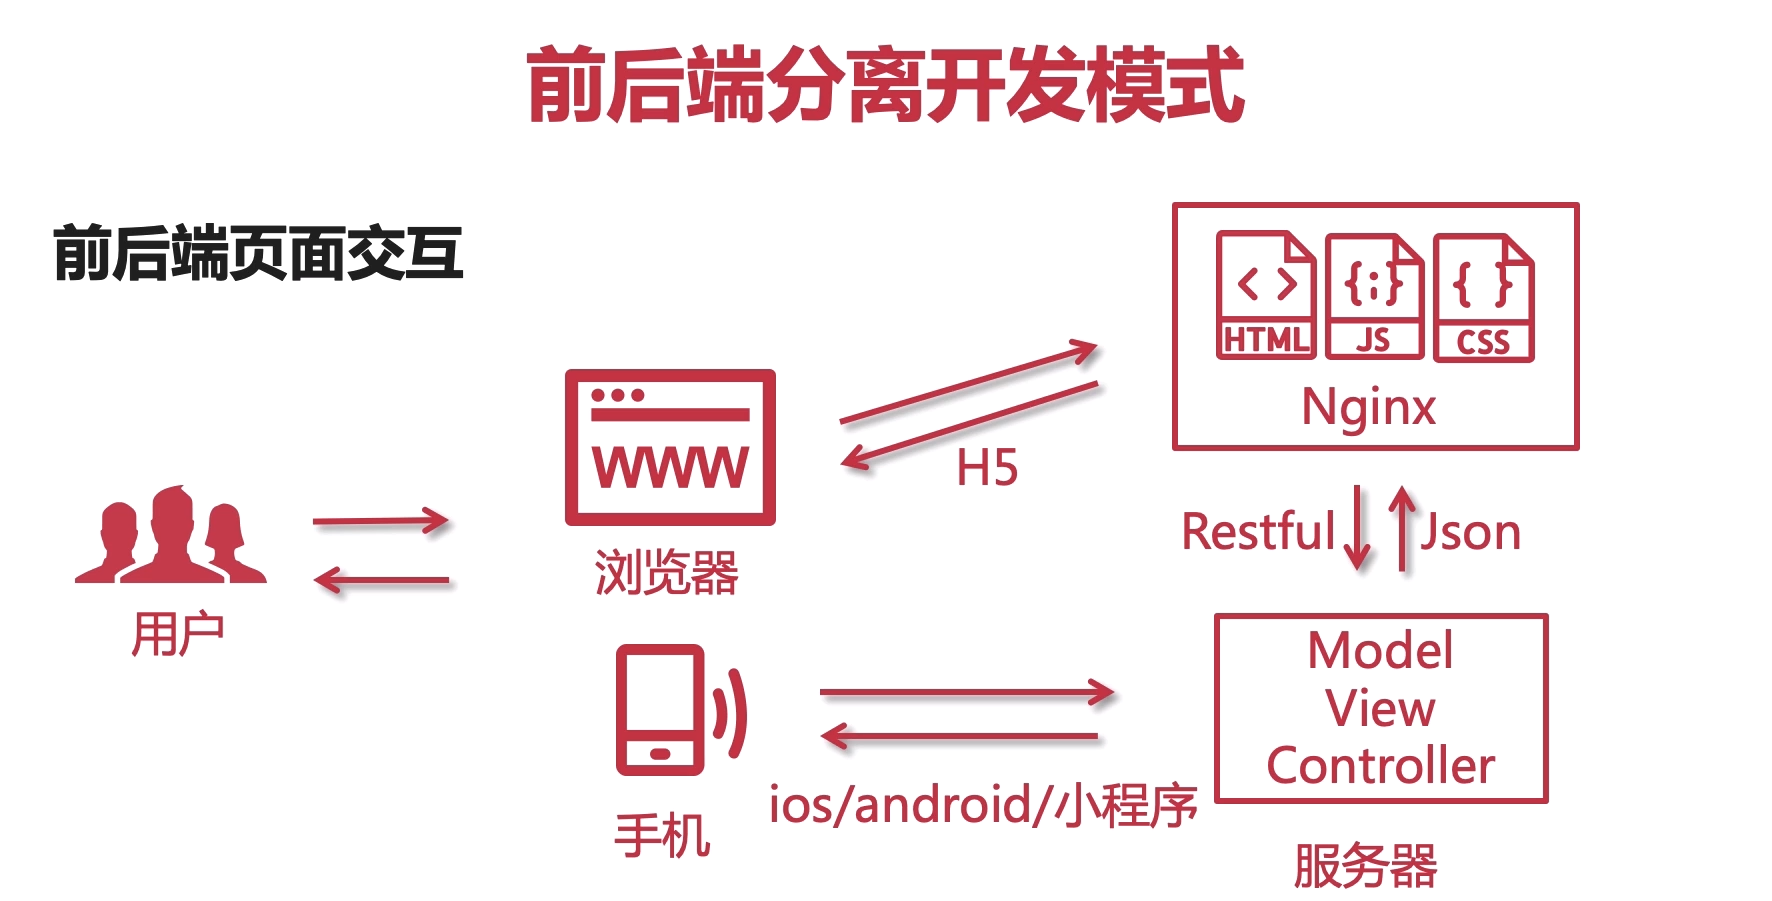 前后端分离开发模式
前后端页面交互
HTML
JS
CSS
Nginx
WWW
H5
浏览器
用户
Restful
Json
手机
ios/android/小程序
Model
View
Controller
服务器